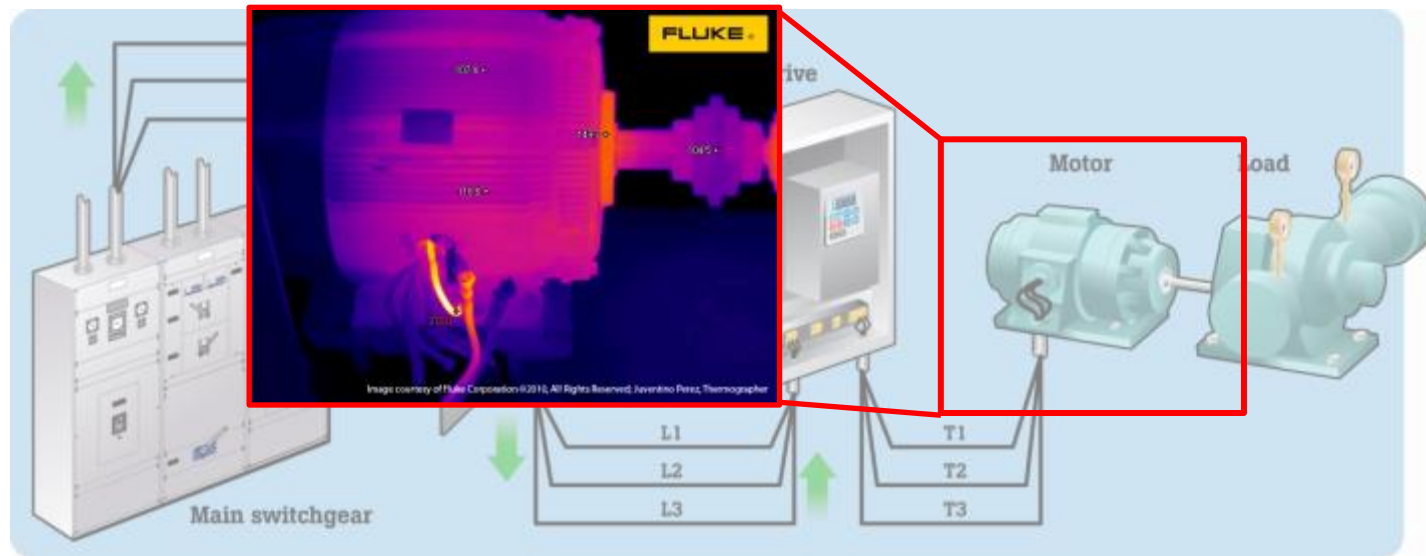 FLUKE
rive
Motor
Load
Image courtesy of Fluke Corporation ©2010, All Rights Reserved; Juventino Perez, Thermographer
L1
T1
L2
T2
L3
T3
Main switchgear